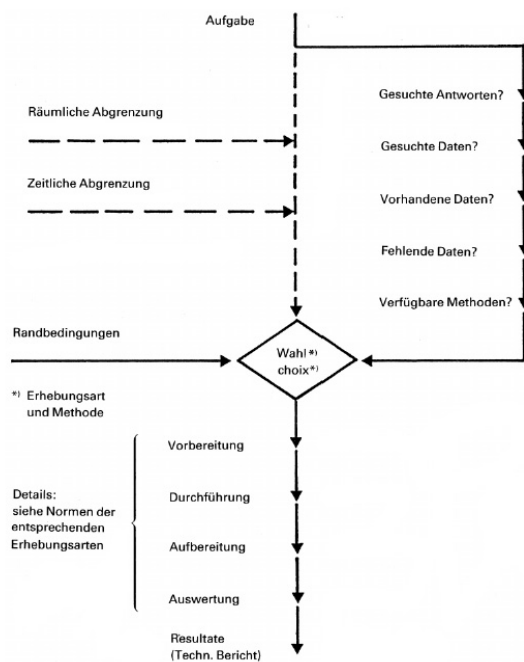 Aufgabe
Gesuchte Antworten?
Räumliche Abgrenzung
Gesuchte Daten?
Zeitliche Abgrenzung
Vorhandene Daten?
Fehlende Daten?
Verfügbare Methoden?
Randbedingungen
Wahl *)
choix*)
*) Erhebungsart
und Methode
Vorbereitung
Details:
siehe Normen der
entsprechenden
Erhebungsarten
Durchführung
Aufbereitung
Auswertung
Resultate
(Techn. Bericht)